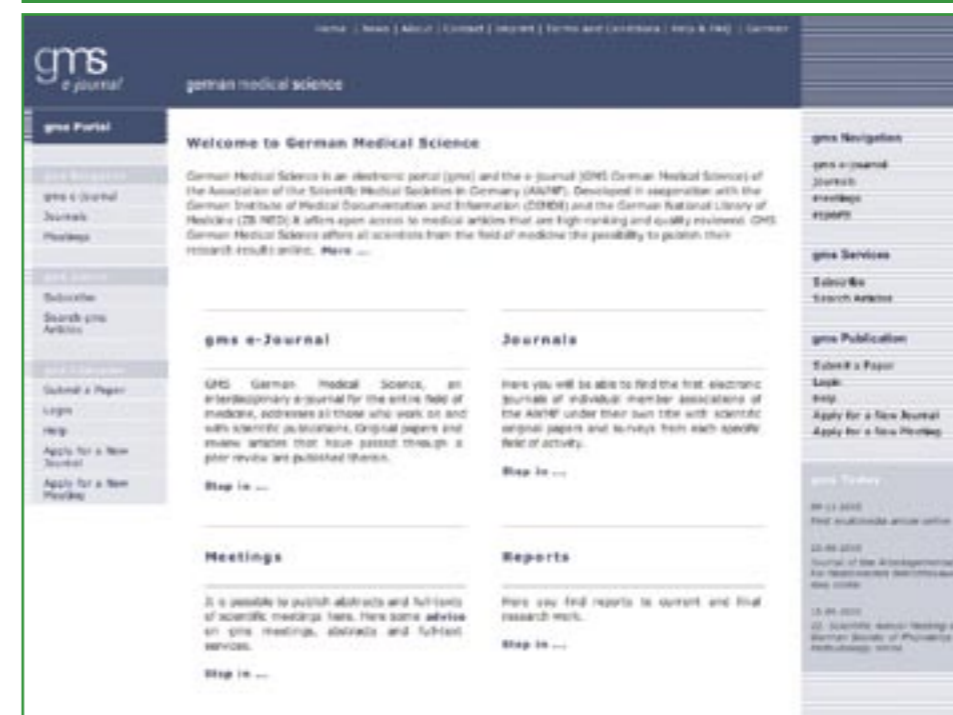 Home | News | About | Contact | Imprint | Terms and Conditions | Help & FAQ | German
gms
e-journal
german medical science
gms Portal
gms e-Journal
Journals
Meetings
Subscribe
Search gms
Articles
Submit a Paper
Login
Help
Apply for a New
Journal
Apply for a New
Meeting
Welcome to German Medical Science
German Medical Science is an electronic portal (gms) and the e-journal (GMS German Medical Science) of
the Association of the Scientific Medical Societies in Germany (AWMF). Developed in cooperation with the
German Institute of Medical Documentation and Information (DIMDI) and the German National Library of
Medicine (ZB MED) it offers open access to medical articles that are high-ranking and quality reviewed. GMS
German Medical Science offers all scientists from the field of medicine the possibility to publish their
research results online. More ...
gms e-Journal
GMS German Medical Science, an
interdisciplinary e-journal for the entire field of
medicine, addresses all those who work on and
with scientific publications. Original papers and
review articles that have passed through a
peer review are published therein.
Step in ...
Journals
Here you will be able to find the first electronic
journals of individual member associations of
the AWMF under their own title with scientific
original papers and surveys from each specific
field of activity.
Step in ...
Meetings
It is possible to publish abstracts and full-texts
of scientific meetings here. Here some advice
on gms meetings, abstracts and full-text
services.
Step in ...
Reports
Here you find reports to current and final
research work.
Step in ...
gms Navigation
gms e-journal
journals
meetings
reports
gms Services
Subscribe
Search Articles
gms Publication
Submit a Paper
Login
Help
Apply for a New Journal
Apply for a New Meeting
gms Today
First multimedia article online
Journal of the
22. Scientific Annual Meeting
German Society of